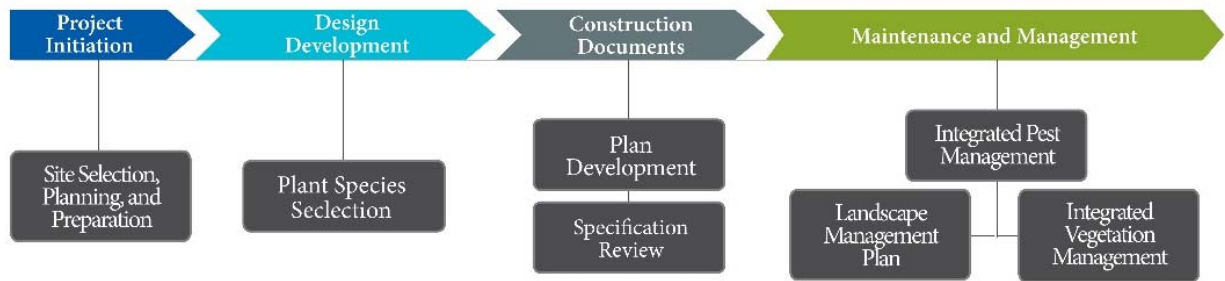 Project
Initiation
Design
Development
Construction
Documents
Maintenance and Management
Site Selection,
Planning, and
Preparation
Plant Species
Seclection
Plan
Development
Specification
Review
Integrated Pest
Management
Landscape
Management
Plan
Integrated
Vegetation
Management